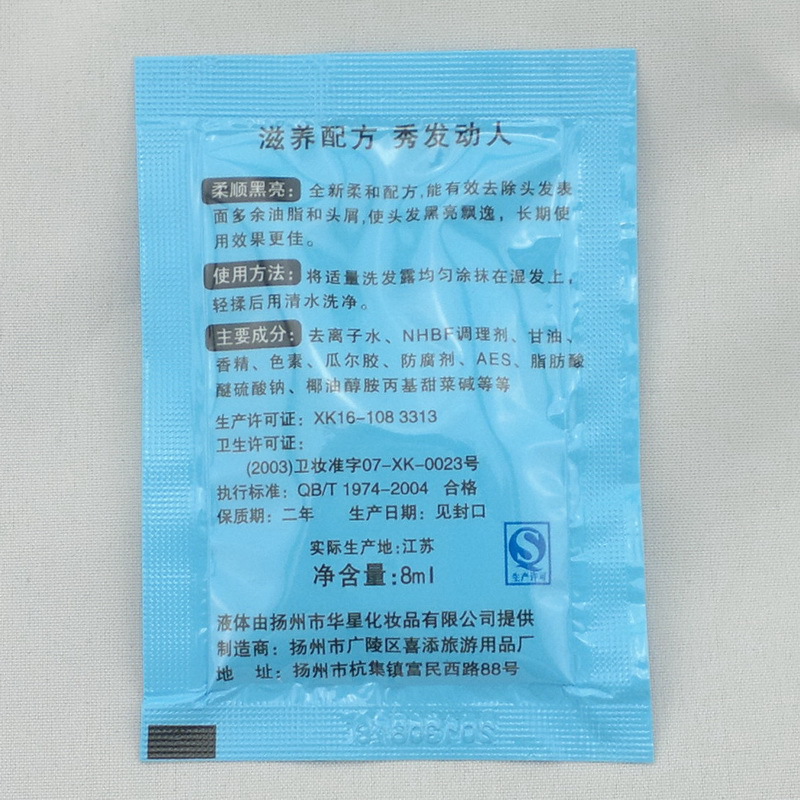 滋养配方 秀发动人
柔顺黑亮：全新柔和配方,能有效去除头发表
面多余油脂和头屑,使头发黑亮飘逸，长期使
用效果更佳。
使用方法：将适量洗发露均匀涂抹在湿发上，
轻揉后用清水洗净。
主要成分：去离子水、NHBF调理剂、甘油、
香精、色素、瓜尔胶、防腐剂、AES、脂肪酸
醚硫酸钠、椰油醇胺丙基甜菜碱等等
生产许可证：XK16-108 3313
卫生许可证：
(2003)卫妆准字07-XK-0023号
执行标准：QB/T 1974-2004 合格
保质期：二年 生产日期：见封口
实际生产地:江苏
净含量:8ml
S
生产许可
液体由扬州市华星化妆品有限公司提供
制造商：扬州市广陵区喜添旅游用品厂
地 址：扬州市杭集镇富民西路88号